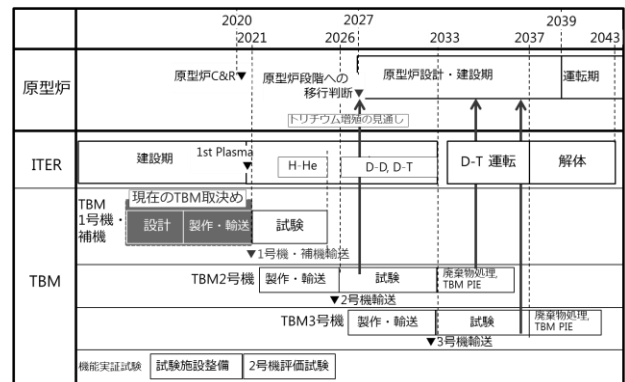 2020 2027 2039
2021 2026 2033 2037 2043
原型炉
原型炉C&R▼
原型炉段階への
移行判断▼
原型炉設計・建設期
運転期
トリチウム増殖の見通し
ITER
建設期
1st Plasma
H-He
D-D, D-T
D-T 運転
解体
TBM
TBM
1号機・
補機
現在のTBM取決め
設計
製作・輸送
試験
▼1号機・補機輸送
TBM2号機
製作・輸送
試験
廃棄物処理,
TBM PIE
▼2号機輸送
TBM3号機
製作・輸送
試験
廃棄物処理,
TBM PIE
▼3号機輸送
機能実証試験
試験施設整備
2号機評価試験